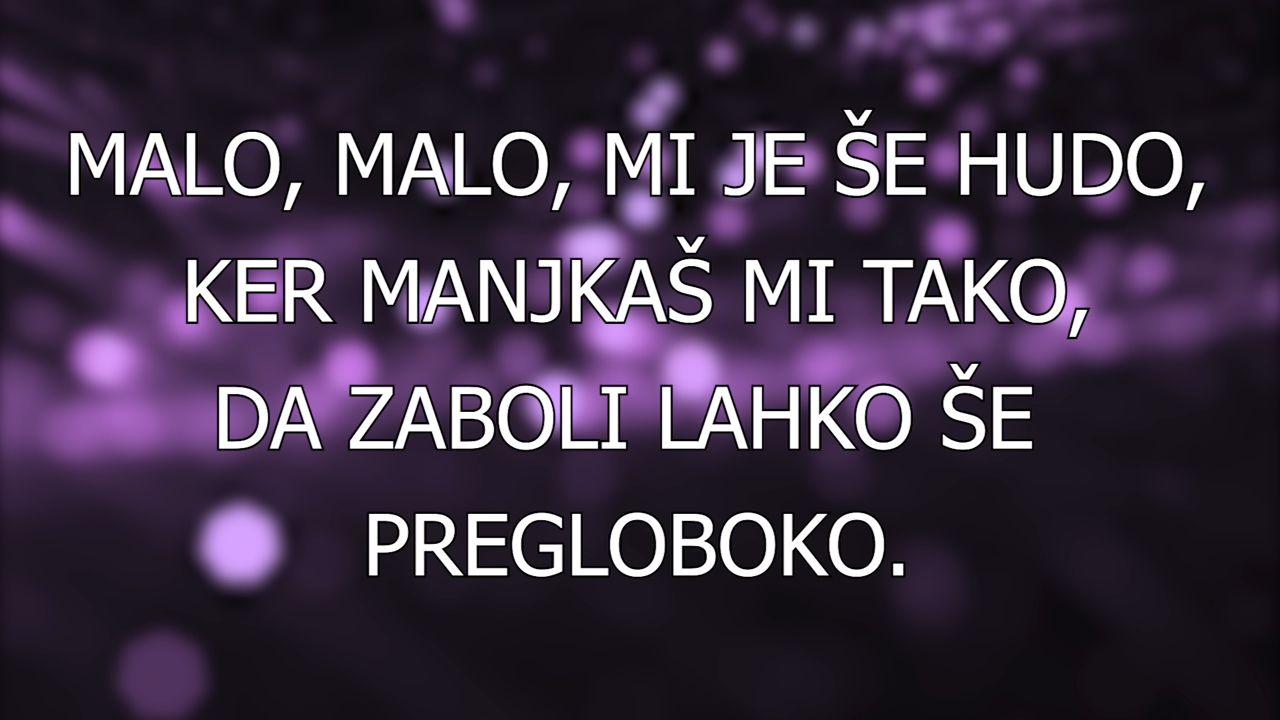 MALO, MALO, MI JE ŠE HUDO,
KER MANJKAŠ MI TAKO,
DA ZABOLI LAHKO ŠE
PREGLOBOKO.